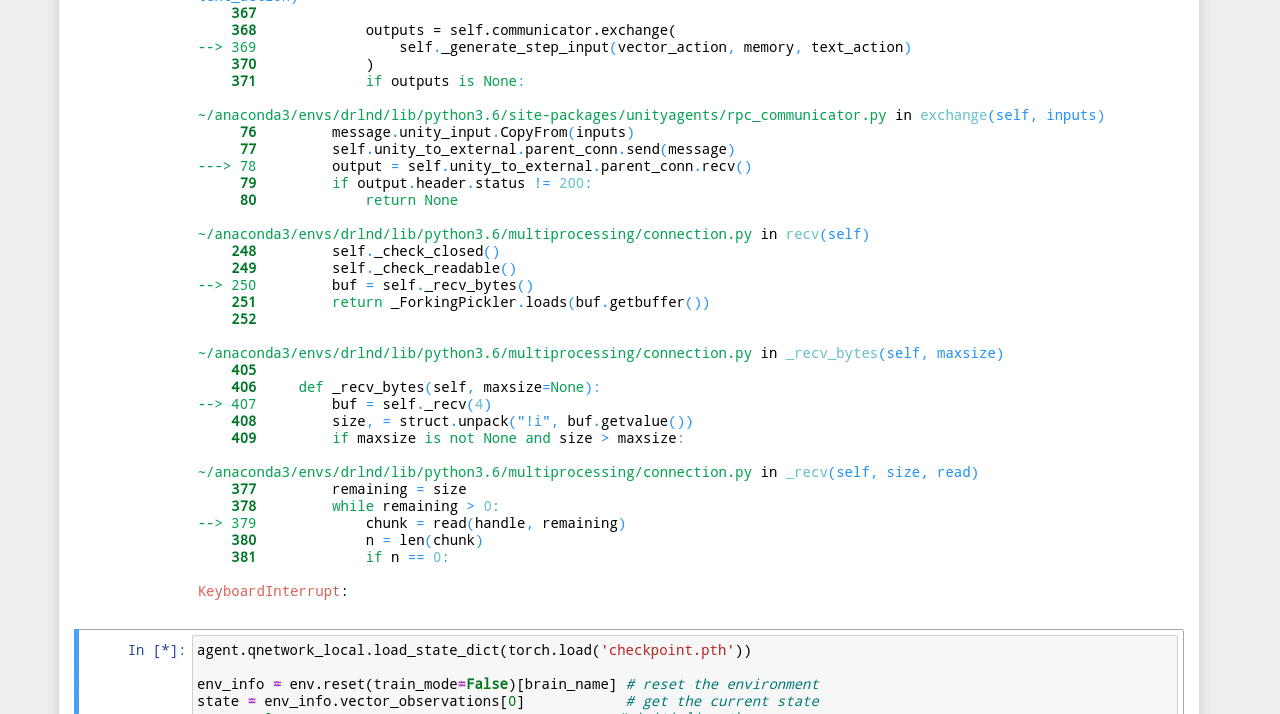 367
368             outputs = self.communicator.exchange(
--> 369                 self._generate_step_input(vector_action, memory, text_action)
370             )
371             if outputs is None:
~/anaconda3/envs/drlnd/lib/python3.6/site-packages/unityagents/rpc_communicator.py in exchange(self, inputs)
76         message.unity_input.CopyFrom(inputs)
77         self.unity_to_external.parent_conn.send(message)
---> 78         output = self.unity_to_external.parent_conn.recv()
79         if output.header.status != 200:
80             return None
~/anaconda3/envs/drlnd/lib/python3.6/multiprocessing/connection.py in recv(self)
248         self._check_closed()
249         self._check_readable()
--> 250         buf = self._recv_bytes()
251         return _ForkingPickler.loads(buf.getbuffer())
252
~/anaconda3/envs/drlnd/lib/python3.6/multiprocessing/connection.py in _recv_bytes(self, maxsize)
405
406     def _recv_bytes(self, maxsize=None):
--> 407         buf = self._recv(4)
408         size, = struct.unpack("!i", buf.getvalue())
409         if maxsize is not None and size > maxsize:
~/anaconda3/envs/drlnd/lib/python3.6/multiprocessing/connection.py in _recv(self, size, read)
377         remaining = size
378         while remaining > 0:
--> 379             chunk = read(handle, remaining)
380             n = len(chunk)
381             if n == 0:
KeyboardInterrupt:
In [*]: agent.qnetwork_local.load_state_dict(torch.load('checkpoint.pth'))
env_info = env.reset(train_mode=False)[brain_name] # reset the environment
state = env_info.vector_observations[0]            # get the current state